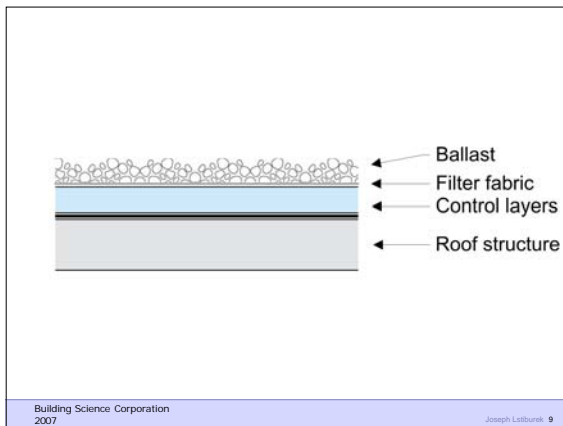 Ballast
Filter fabric
Control layers
Roof structure
Building Science Corporation
2007
Joseph Lstiburek 9